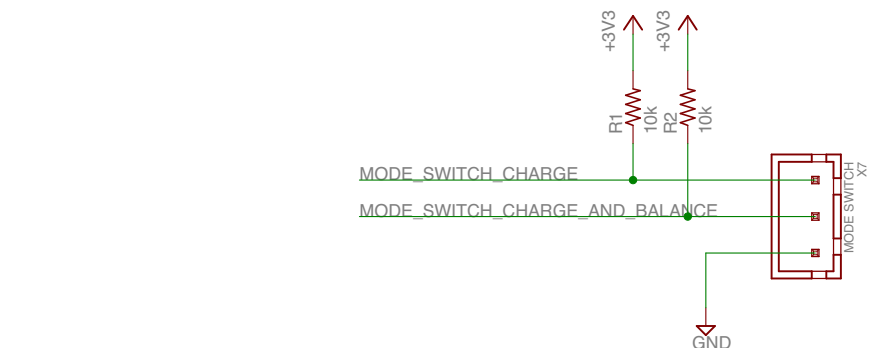 +3V3
+3V3
R1
10k
R2
10k
MODE_SWITCH_CHARGE
MODE_SWITCH_CHARGE_AND_BALANCE
MODE SWITCH
X7
GND